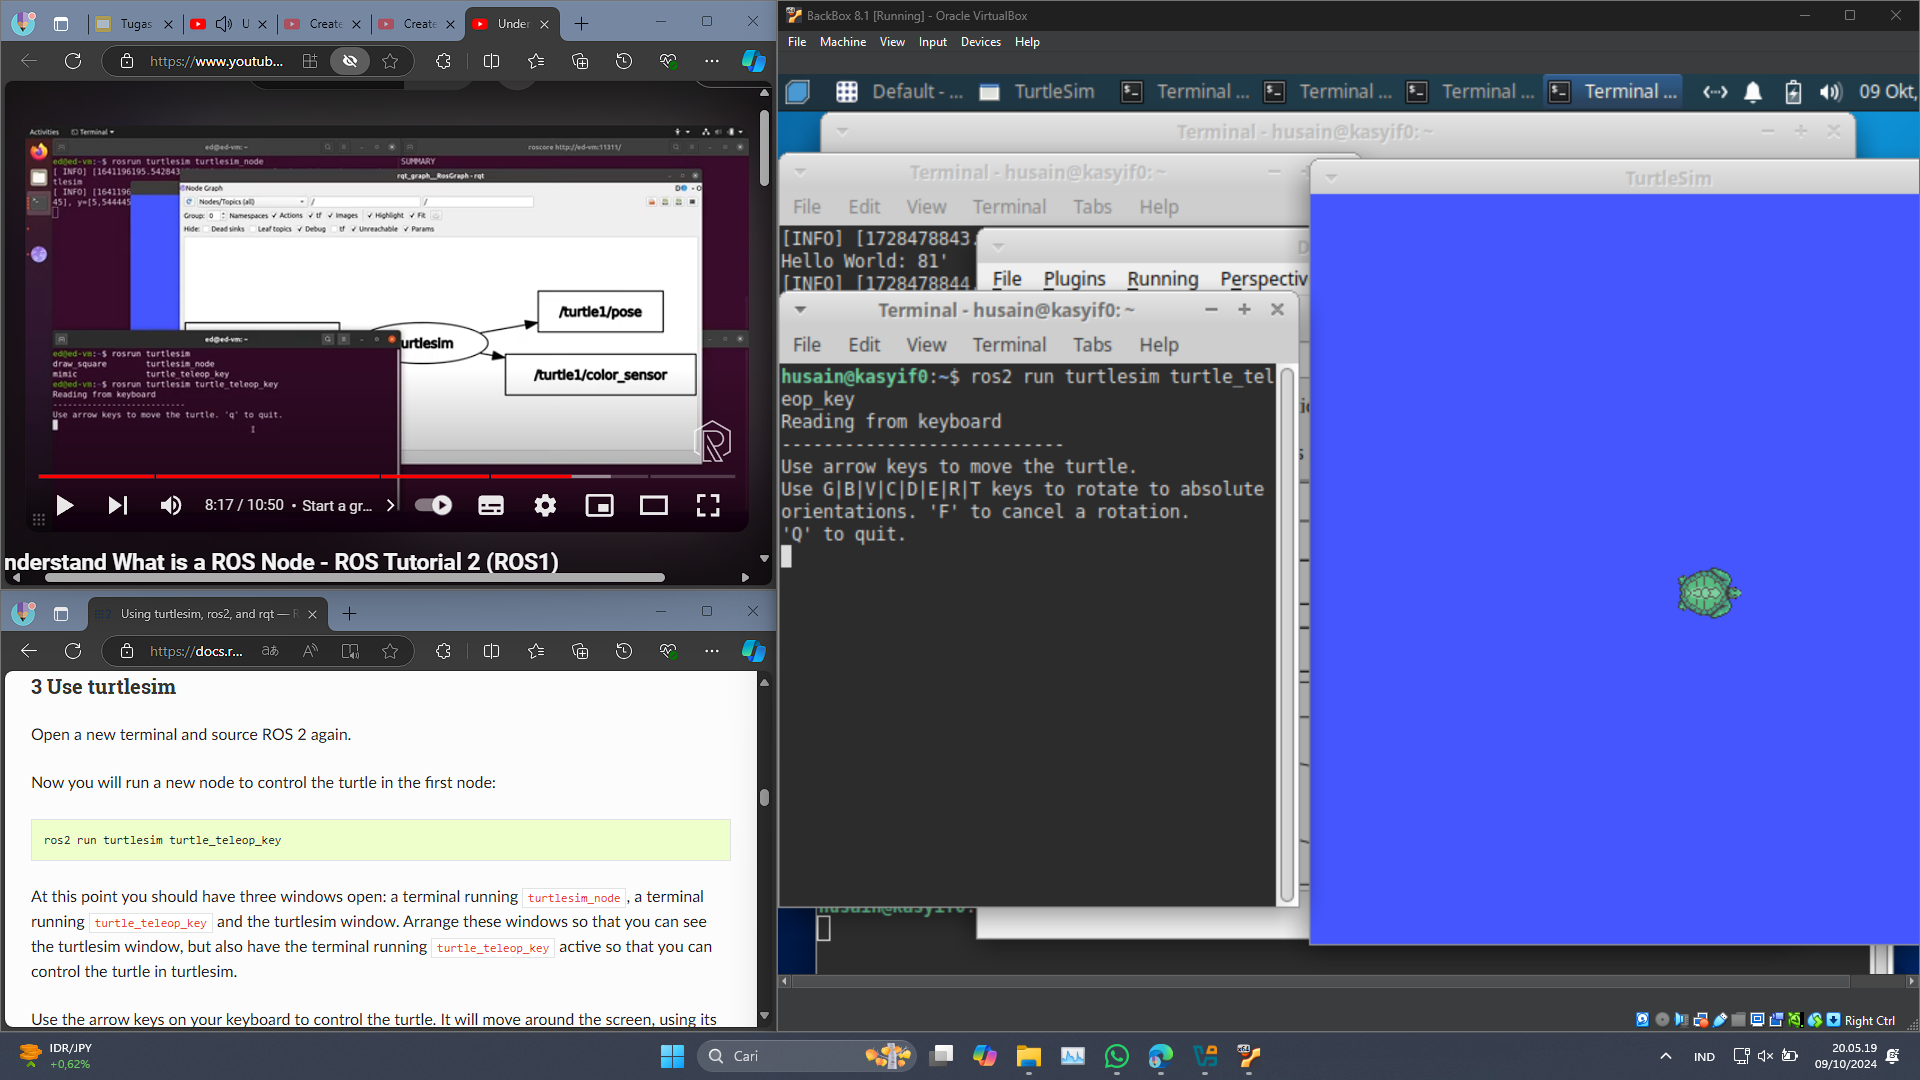 Tugas
U
Create
Create
Under
https://www.youtub...
Activities
Terminal
ed@ed-vm: ~
roscore http://ed-vm:11311/
ed@ed-vm:~$ rosrun turtlesim turtlesim_node
SUMMARY
[ INFO] [1641196195.542843
tlesim
[ INFO] [1641196
45], y=[5,544445
rqt_graph__RosGraph - rqt
Node Graph
Nodes/Topics (all)
/
/
Group: 0 Namespaces Actions tf Images Highlight Fit
Hide: Dead sinks Leaf topics Debug tf Unreachable Params
/turtle1/pose
urtlesim
/turtle1/color_sensor
ed@ed-vm: ~
ed@ed-vm:~$ rosrun turtlesim
draw_square turtlesim_node
mimic turtle_teleop_key
ed@ed-vm:~$ rosrun turtlesim turtle_teleop_key
Reading from keyboard
---------------------------
Use arrow keys to move the turtle. 'q' to quit.
8:17 / 10:50 • Start a gr...
nderstand What is a ROS Node - ROS Tutorial 2 (ROS1)
Using turtlesim, ros2, and rqt — R
https://docs.r...
3 Use turtlesim
Open a new terminal and source ROS 2 again.
Now you will run a new node to control the turtle in the first node:
ros2 run turtlesim turtle_teleop_key
At this point you should have three windows open: a terminal running turtlesim_node , a terminal
running turtle_teleop_key and the turtlesim window. Arrange these windows so that you can see
the turtlesim window, but also have the terminal running turtle_teleop_key active so that you can
control the turtle in turtlesim.
Use the arrow keys on your keyboard to control the turtle. It will move around the screen, using its
BackBox 8.1 [Running] - Oracle VirtualBox
File Machine View Input Devices Help
Default - ...
TurtleSim
Terminal ...
Terminal ...
Terminal ...
Terminal ...
09 Okt,
Terminal - husain@kasyif0: ~
Terminal - husain@kasyif0: ~
File Edit View Terminal Tabs Help
[INFO] [1728478843.
Hello World: 81'
[INFO] [1728478844
D
File Plugins Running Perspectiv
TurtleSim
Terminal - husain@kasyif0: ~
File Edit View Terminal Tabs Help
husain@kasyif0:~$ ros2 run turtlesim turtle_tel
eop_key
Reading from keyboard
---------------------------
Use arrow keys to move the turtle.
Use G|B|V|C|D|E|R|T keys to rotate to absolute
orientations. 'F' to cancel a rotation.
'Q' to quit.
husain@kasyif0:
Right Ctrl
IDR/JPY
+0,62%
Cari
IND
20.05.19
09/10/2024